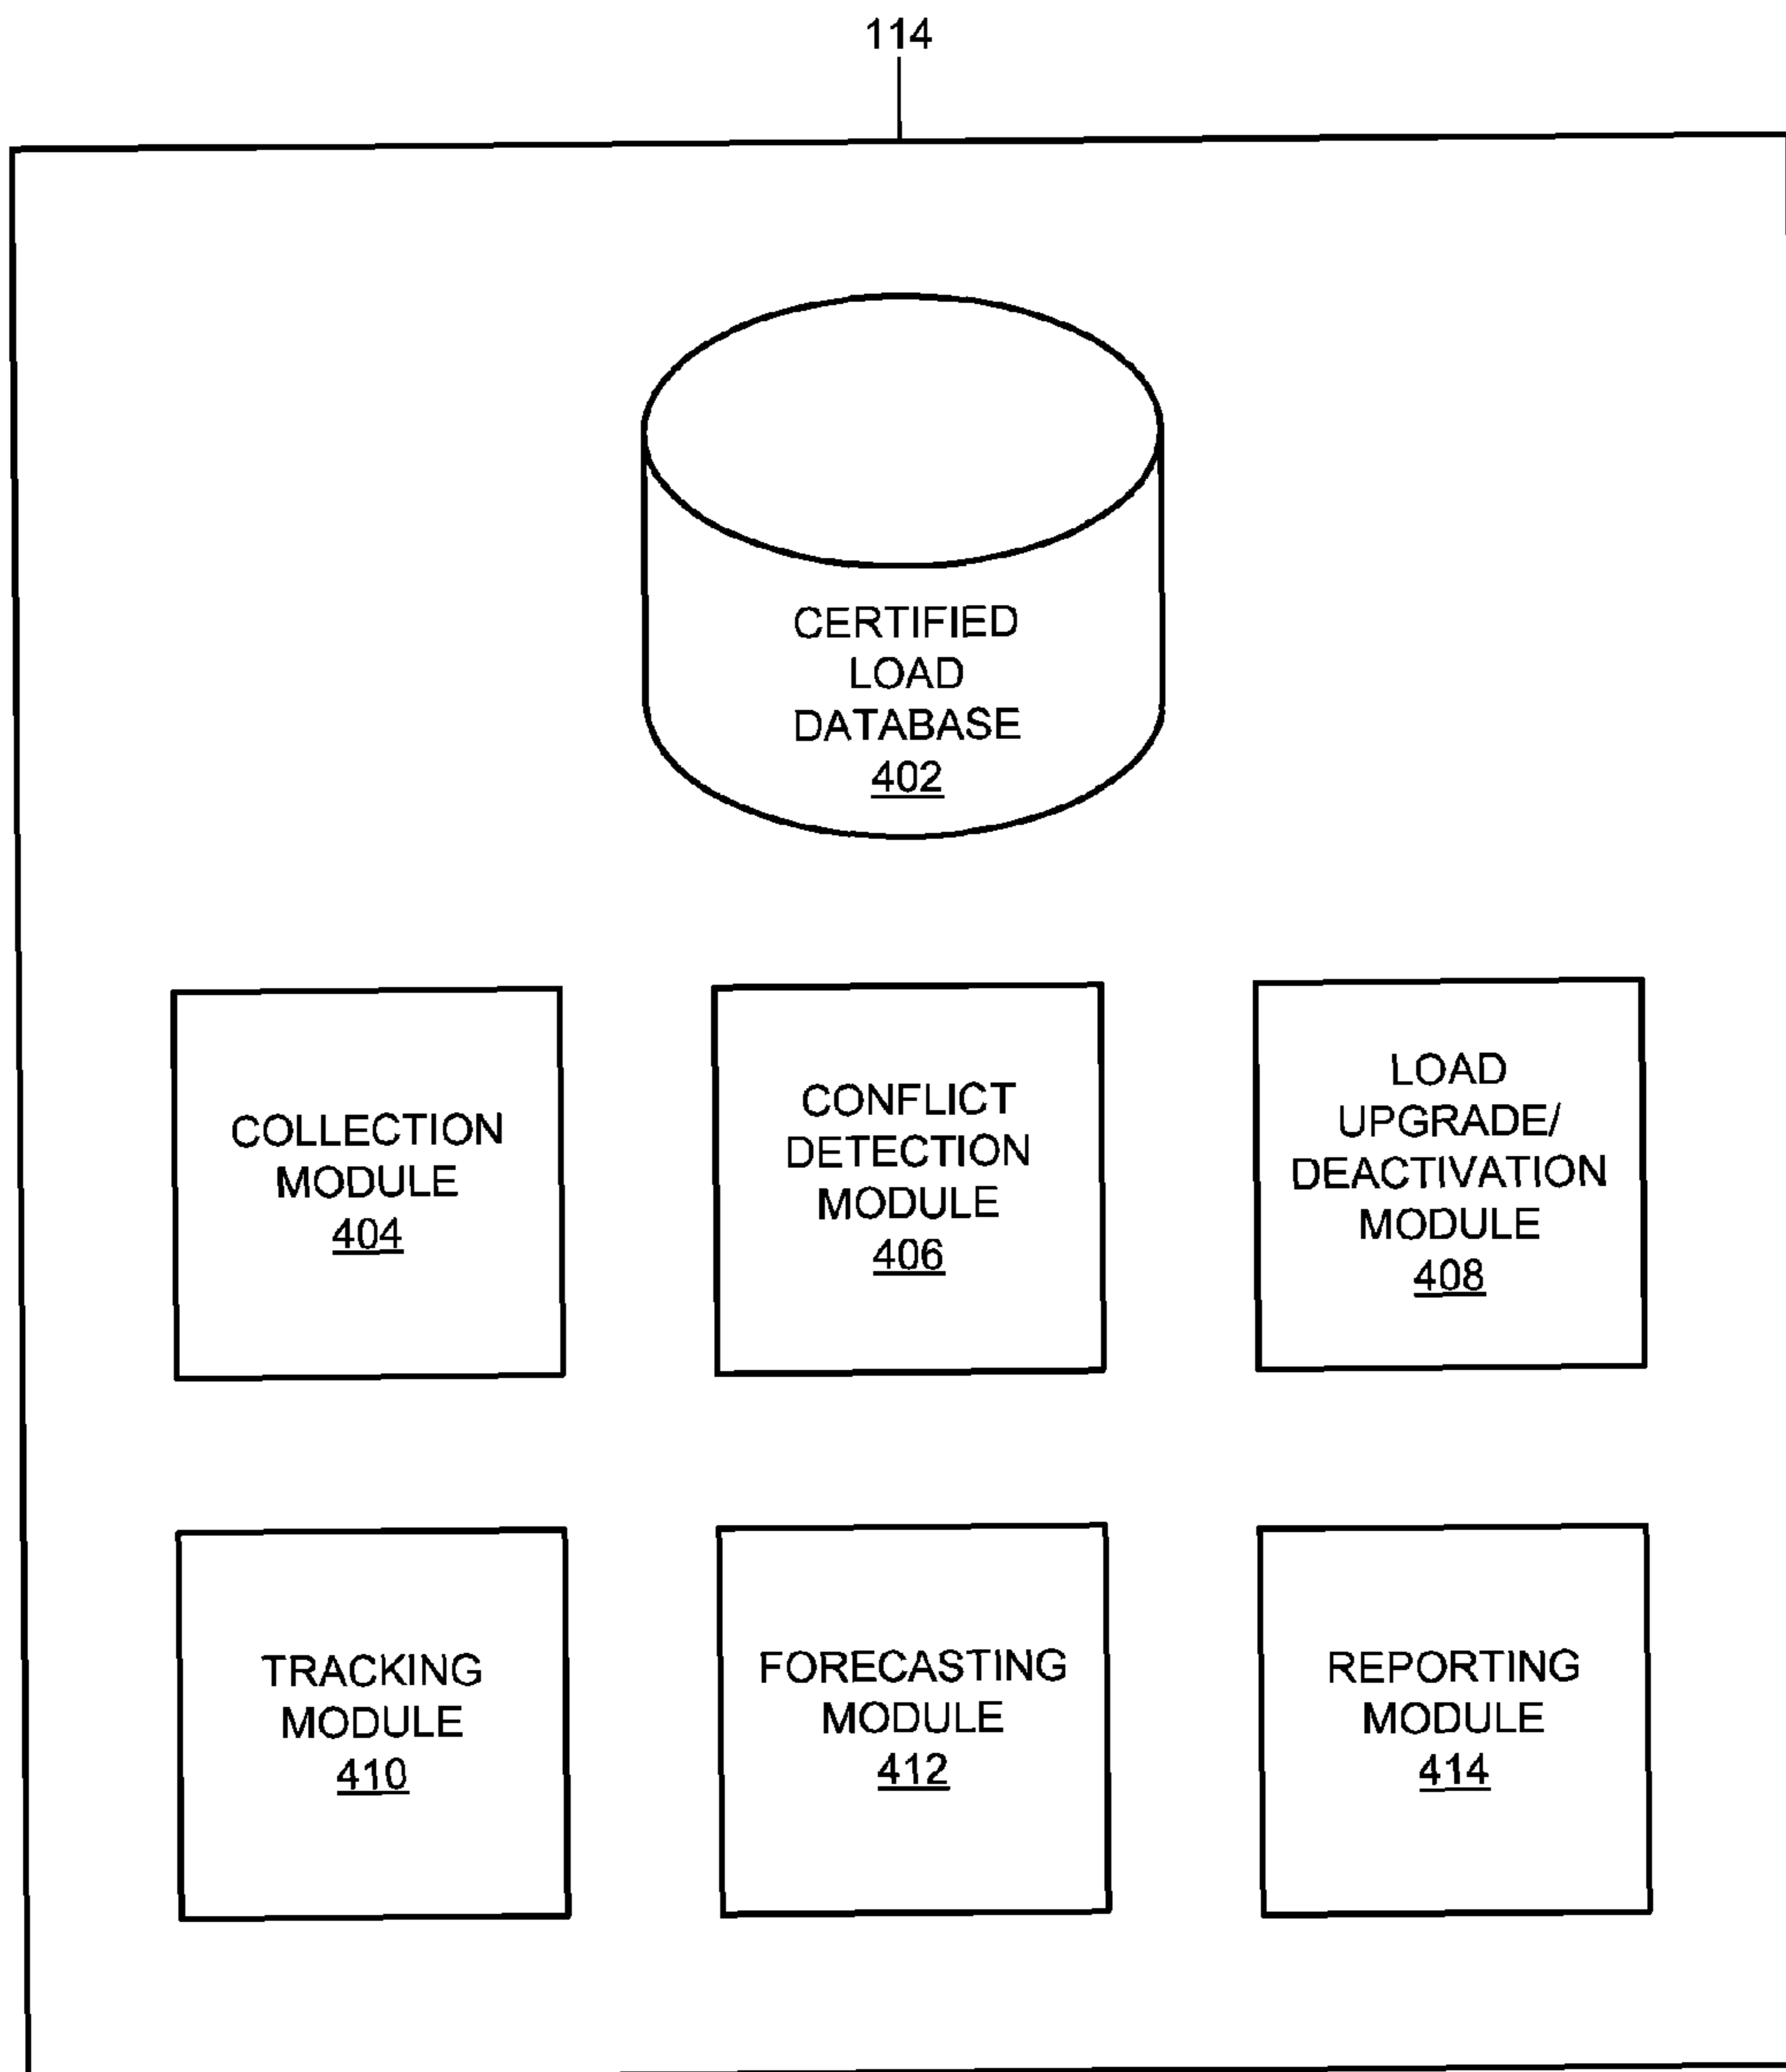 114
CERTIFIED
LOAD
DATABASE
402
COLLECTION
MODULE
404
CONFLICT
DETECTION
MODULE
406
LOAD
UPGRADE/
DEACTIVATION
MODULE
408
TRACKING
MODULE
410
FORECASTING
MODULE
412
REPORTING
MODULE
414